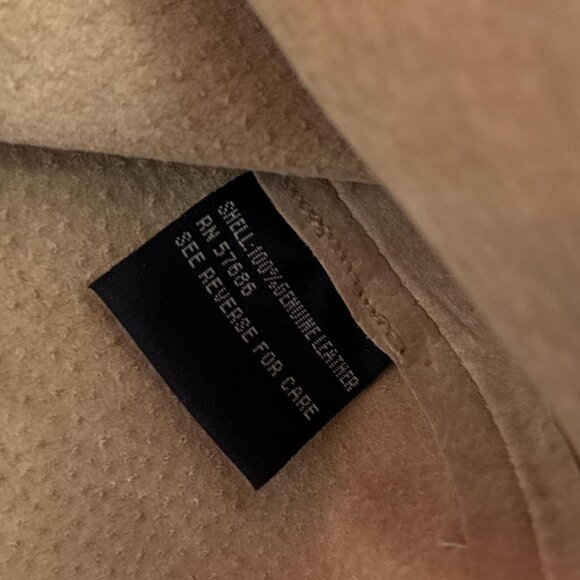 SHELL:100%GENUINE LEATHER
RN 57686
SEE REVERSE FOR CARE